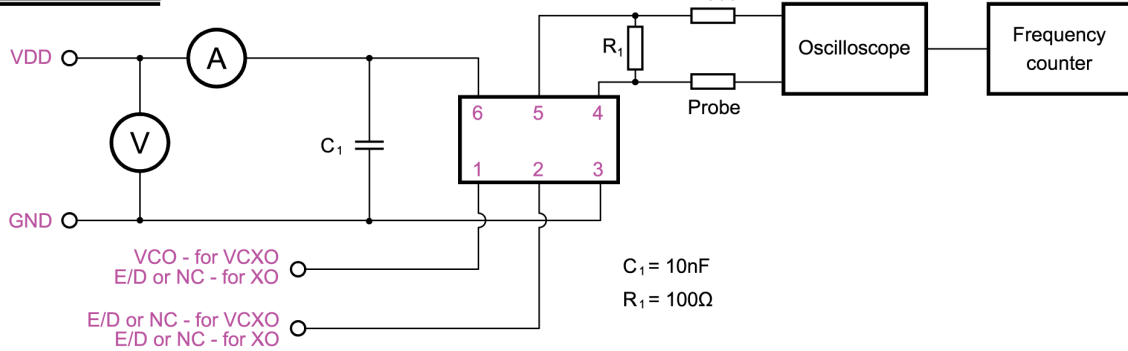 VDD
A
R₁
Oscilloscope
Frequency
counter
Probe
V
C₁
6
5
4
1
2
3
GND
VCO - for VCXO
E/D or NC - for XO
C₁ = 10nF
R₁ = 100Ω
E/D or NC - for VCXO
E/D or NC - for XO